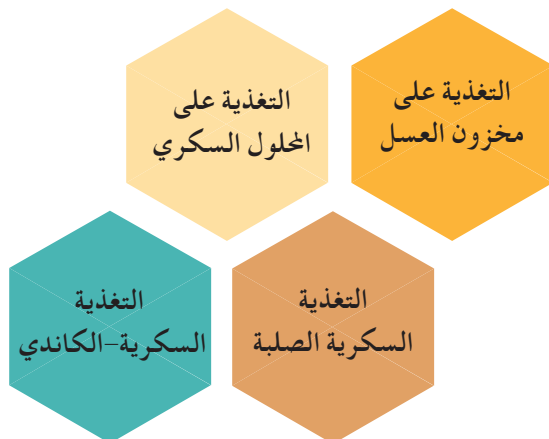 التغذية على
مخزون العسل
التغذية على
المحلول السكري
التغذية
السكرية الصلبة
التغذية
السكرية–الكاندي